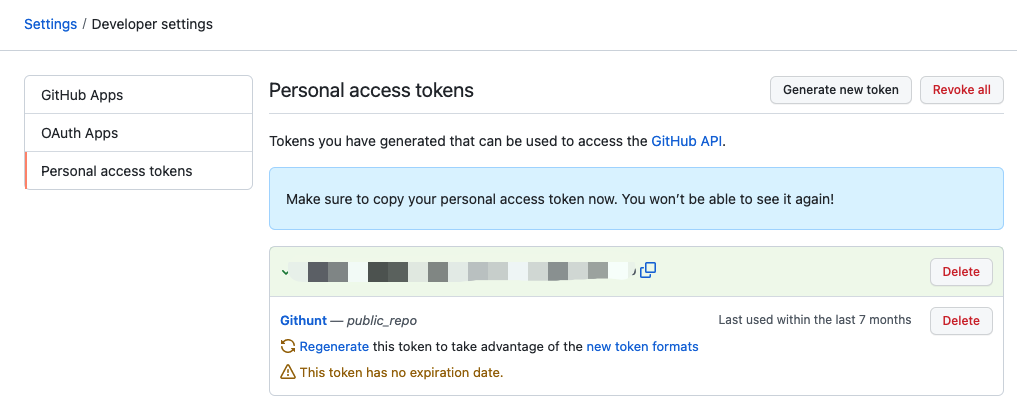 Settings / Developer settings
GitHub Apps
OAuth Apps
Personal access tokens
Personal access tokens
Generate new token
Revoke all
Tokens you have generated that can be used to access the GitHub API.
Make sure to copy your personal access token now. You won’t be able to see it again!
Delete
Githunt — public_repo
Last used within the last 7 months
Delete
Regenerate this token to take advantage of the new token formats
This token has no expiration date.